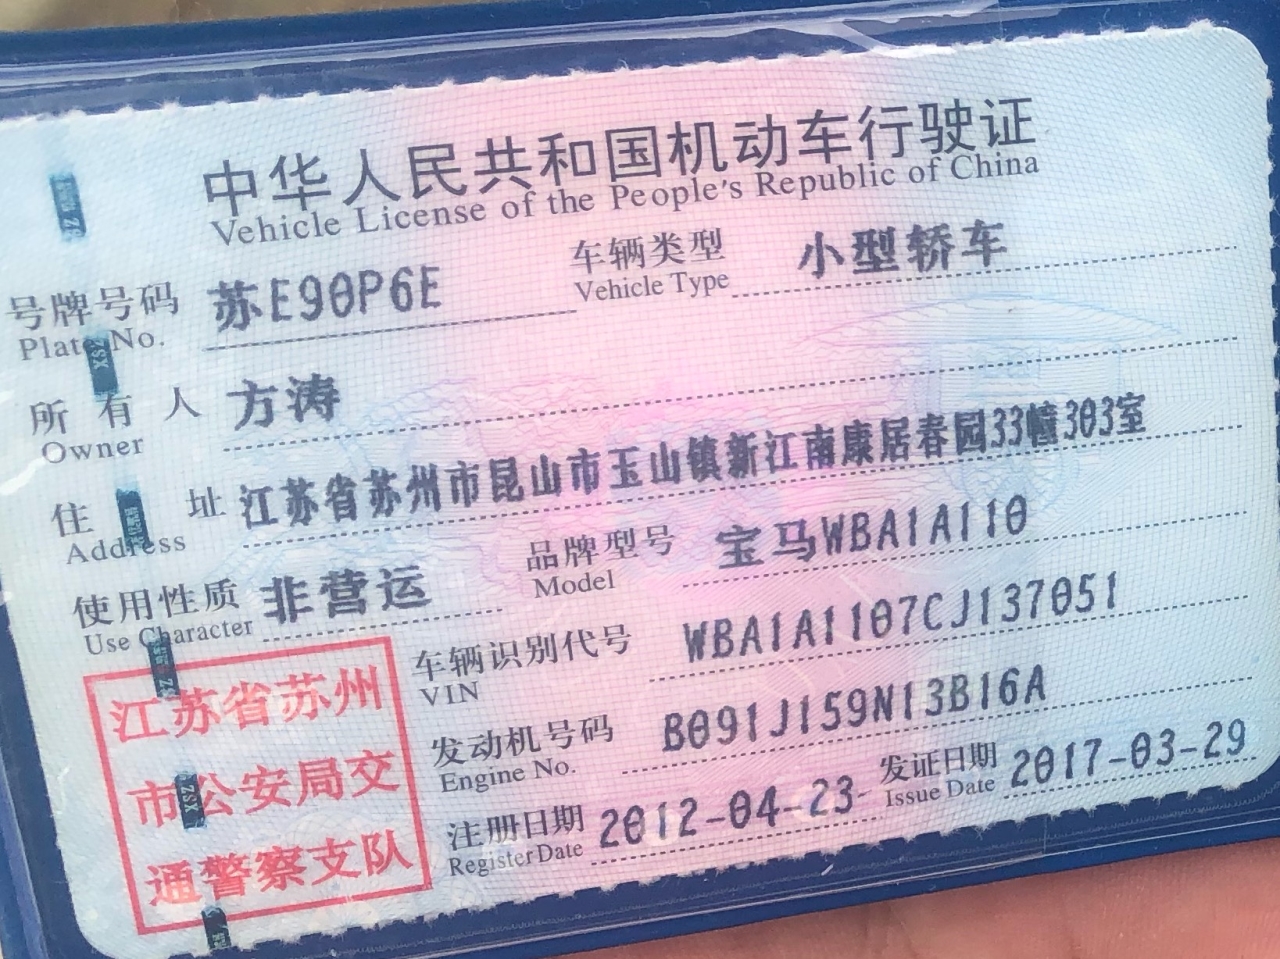 中华人民共和国机动车行驶证
Vehicle License of the People's Republic of China
号牌号码 苏E90P6E 车辆类型 小型轿车
Plate No. Vehicle Type
所有人 方涛
Owner
住址 江苏省苏州市昆山市玉山镇新江南康居春园33幢303室
Address
使用性质 非营运 品牌型号 宝马WBA1A110
Use Character Model
车辆识别代号 WBA1A1107CJ137051
VIN
发动机号码 B091J159N13B16A
Engine No.
注册日期 2012-04-23 发证日期 2017-03-29
Register Date Issue Date
江苏省苏州
市公安局交
通警察支队